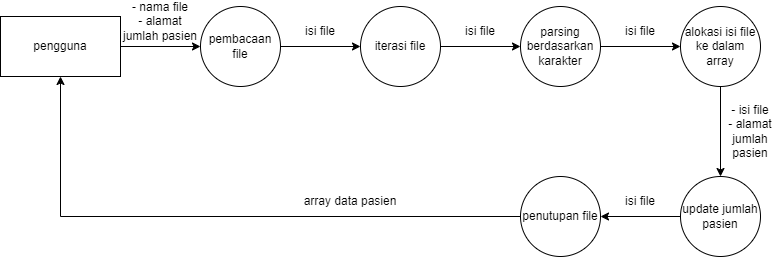 pengguna
- nama file
- alamat
jumlah pasien
pembacaan
file
isi file
iterasi file
isi file
parsing
berdasarkan
karakter
isi file
alokasi isi file
ke dalam
array
- isi file
- alamat
jumlah
pasien
update jumlah
pasien
isi file
penutupan file
array data pasien